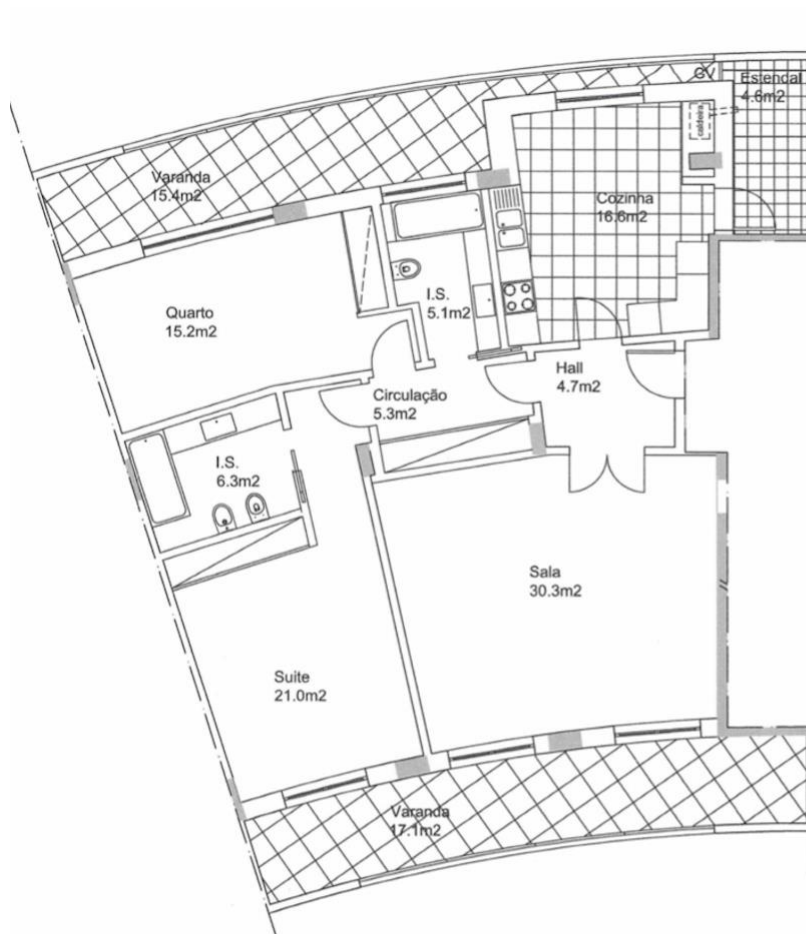 CV
Estendal
4.6m2
caldeira
Varanda
15.4m2
Cozinha
16.6m2
I.S.
5.1m2
Quarto
15.2m2
Hall
4.7m2
Circulação
5.3m2
I.S.
6.3m2
Sala
30.3m2
Suite
21.0m2
Varanda
17.1m2